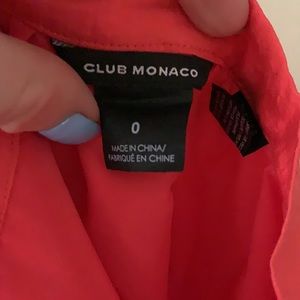 CLUB MONACO
0
MADE IN CHINA/
FABRIQUÉ EN CHINE